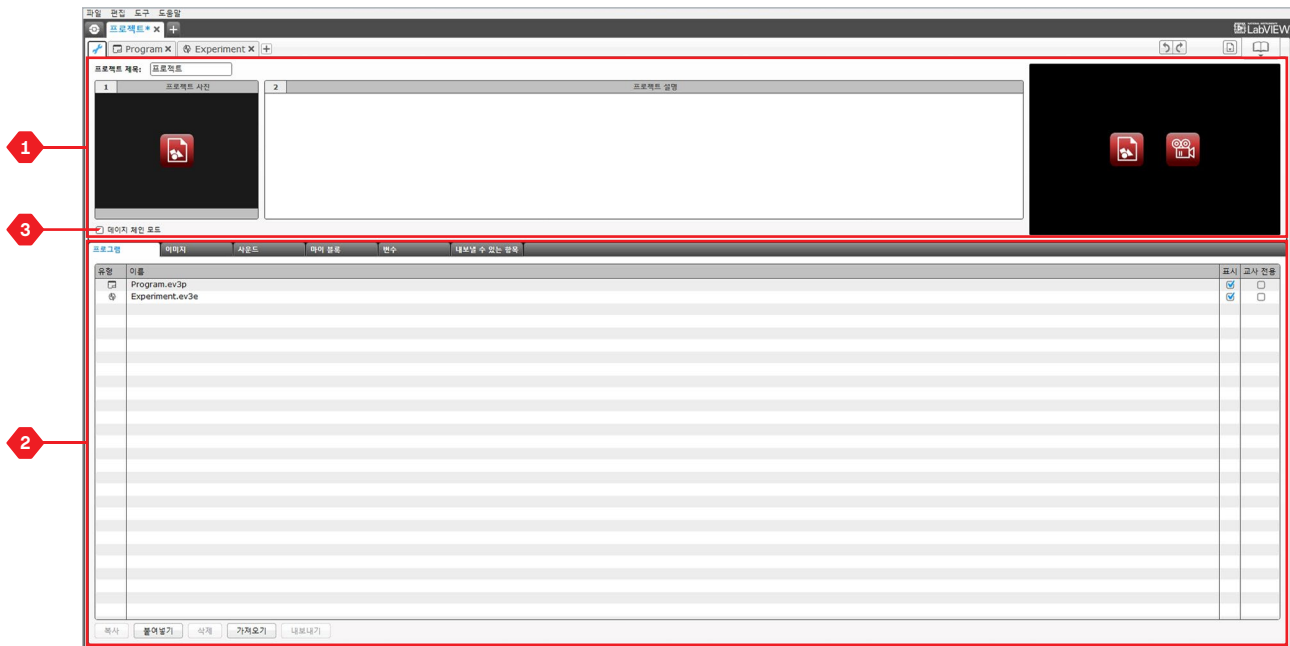 파일 편집 도구 도움말
프로젝트*
LabVIEW
Program
Experiment
프로젝트 제목: 프로젝트
1 프로젝트 사진
2 프로젝트 설명
1
3
데이지 체인 모드
프로그램 이미지 사운드 마이 블록 변수 내보낼 수 있는 항목
유형 이름 표시 교사 전용
Program.ev3p
Experiment.ev3e
2
복사 붙여넣기 삭제 가져오기 내보내기